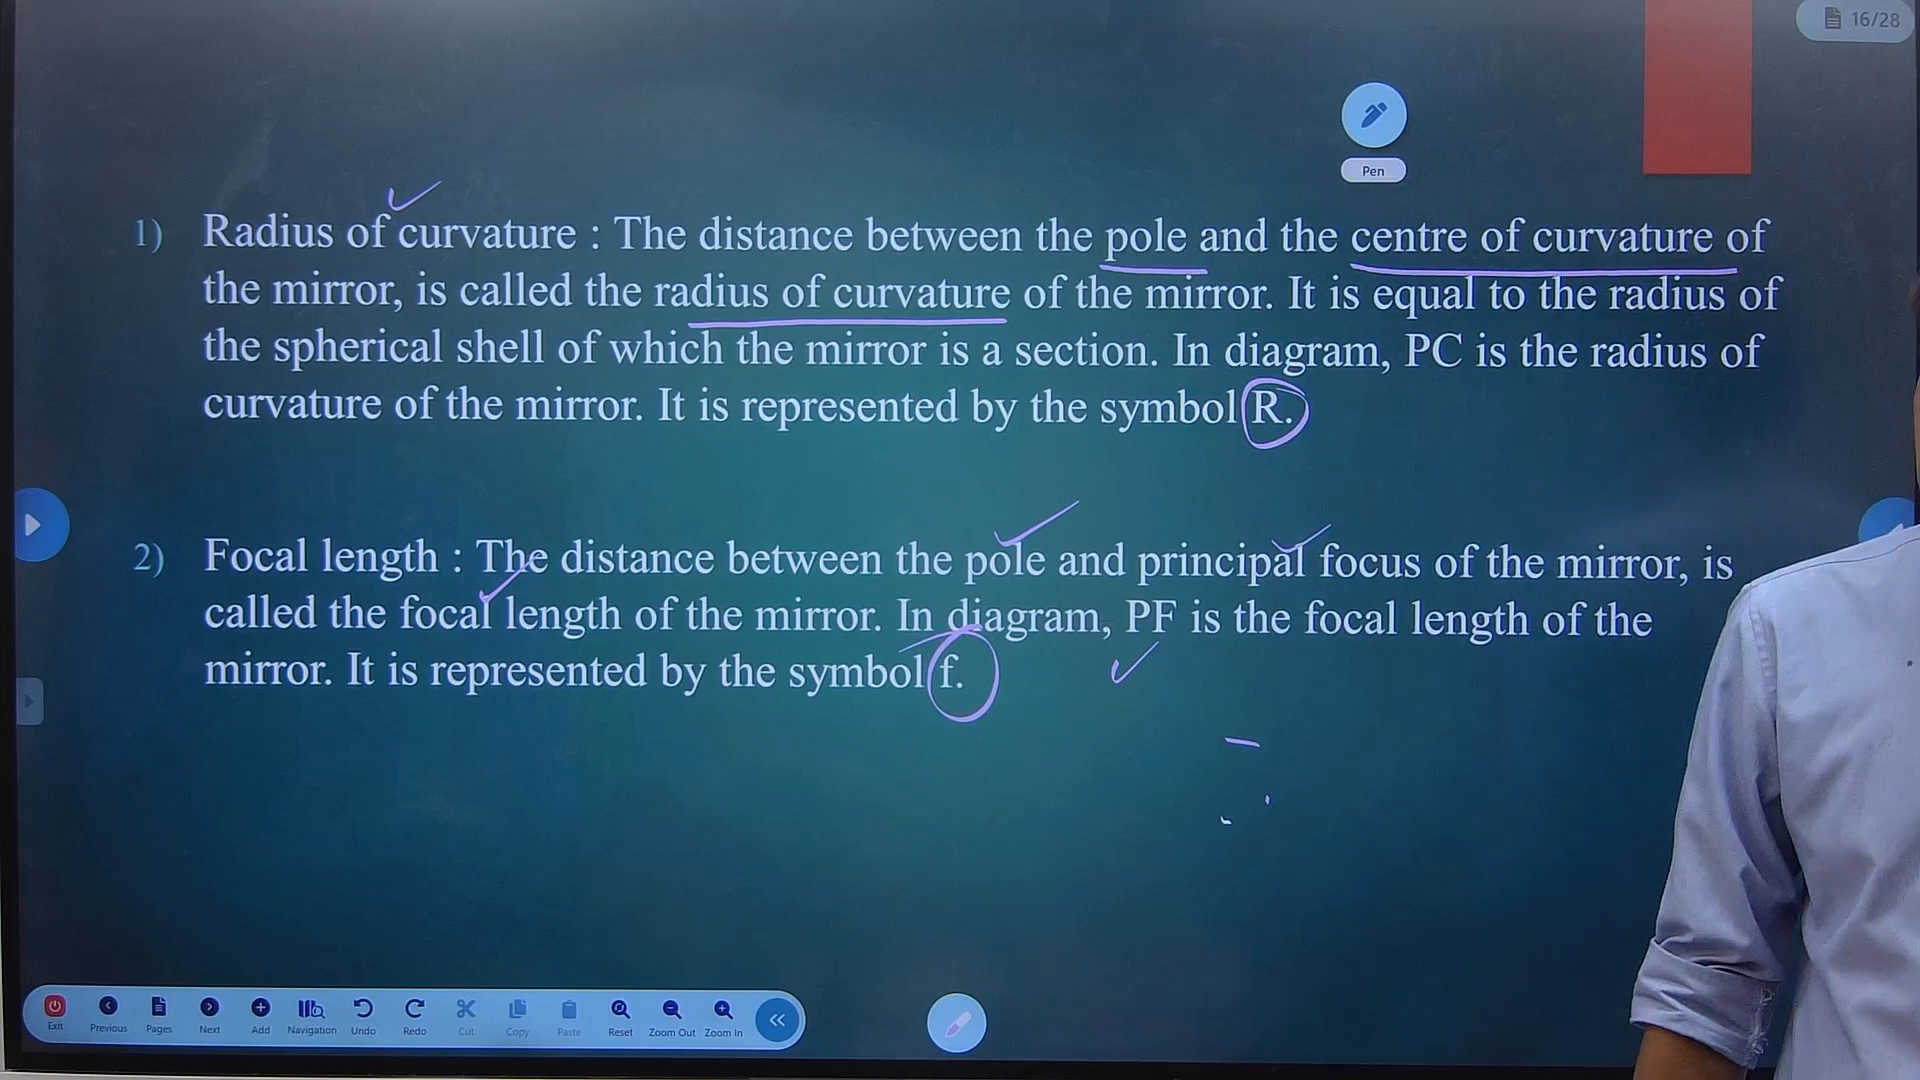 16/28
Pen
1) Radius of curvature : The distance between the pole and the centre of curvature of
the mirror, is called the radius of curvature of the mirror. It is equal to the radius of
the spherical shell of which the mirror is a section. In diagram, PC is the radius of
curvature of the mirror. It is represented by the symbol R.
2) Focal length : The distance between the pole and principal focus of the mirror, is
called the focal length of the mirror. In diagram, PF is the focal length of the
mirror. It is represented by the symbol f.
Exit Previous Pages Next Add Navigation Undo Redo Cut Copy Paste Reset Zoom Out Zoom In